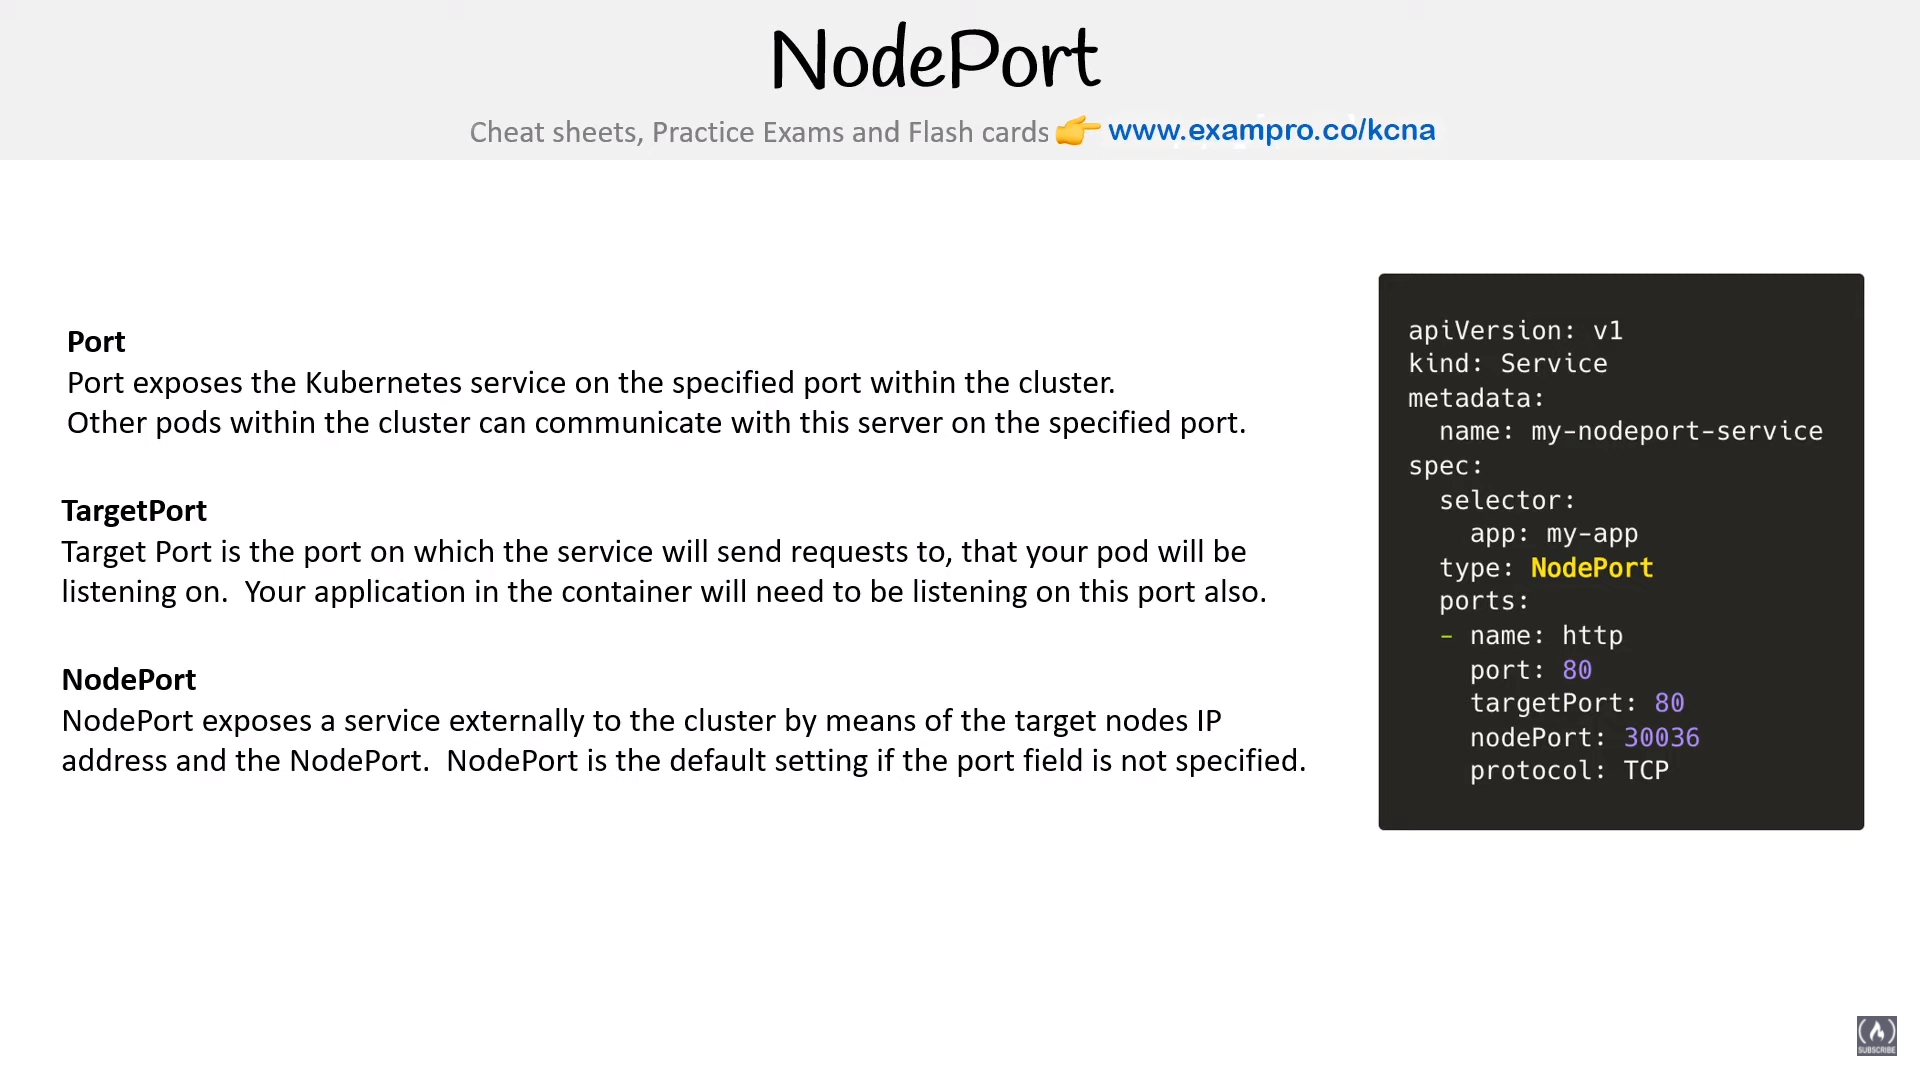 NodePort
Cheat sheets, Practice Exams and Flash cards 👉 www.exampro.co/kcna
Port
Port exposes the Kubernetes service on the specified port within the cluster.
Other pods within the cluster can communicate with this server on the specified port.
TargetPort
Target Port is the port on which the service will send requests to, that your pod will be
listening on.  Your application in the container will need to be listening on this port also.
NodePort
NodePort exposes a service externally to the cluster by means of the target nodes IP
address and the NodePort.  NodePort is the default setting if the port field is not specified.
apiVersion: v1
kind: Service
metadata:
  name: my-nodeport-service
spec:
  selector:
    app: my-app
  type: NodePort
  ports:
  - name: http
    port: 80
    targetPort: 80
    nodePort: 30036
    protocol: TCP
SUBSCRIBE